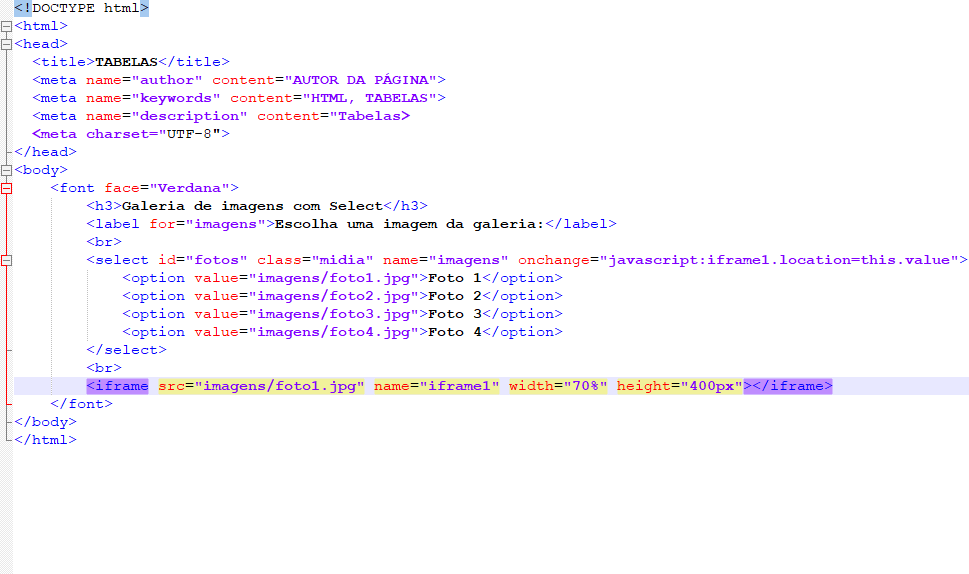 <!DOCTYPE html>
<html>
<head>
<title>TABELAS</title>
<meta name="author" content="AUTOR DA PÁGINA">
<meta name="keywords" content="HTML, TABELAS">
<meta name="description" content="Tabelas>
<meta charset="UTF-8">
</head>
<body>
<font face="Verdana">
<h3>Galeria de imagens com Select</h3>
<label for="imagens">Escolha uma imagem da galeria:</label>
<br>
<select id="fotos" class="midia" name="imagens" onchange="javascript:iframe1.location=this.value">
<option value="imagens/foto1.jpg">Foto 1</option>
<option value="imagens/foto2.jpg">Foto 2</option>
<option value="imagens/foto3.jpg">Foto 3</option>
<option value="imagens/foto4.jpg">Foto 4</option>
</select>
<br>
<iframe src="imagens/foto1.jpg" name="iframe1" width="70%" height="400px"></iframe>
</font>
</body>
</html>